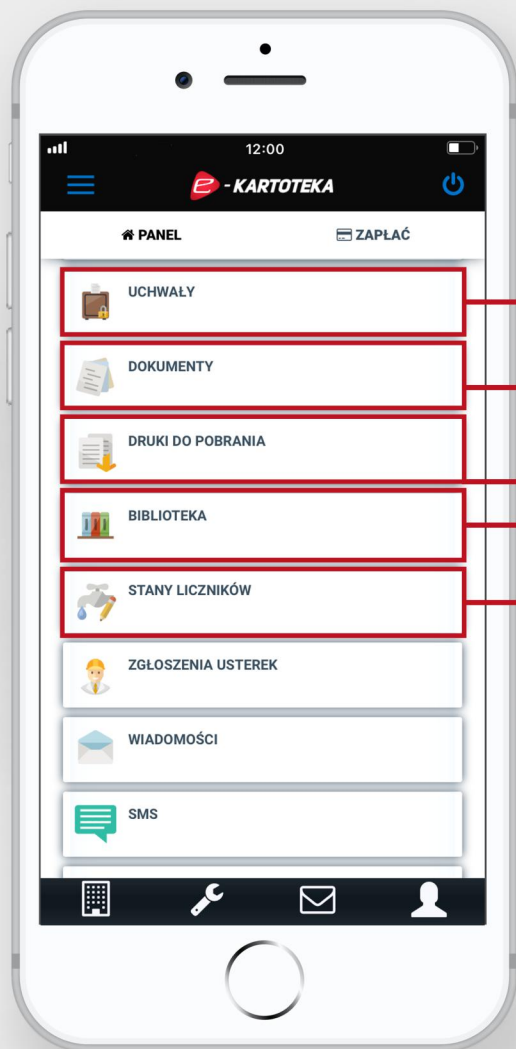 12:00
e - KARTOTEKA
PANEL
ZAPŁAĆ
UCHWAŁY
DOKUMENTY
DRUKI DO POBRANIA
BIBLIOTEKA
STANY LICZNIKÓW
ZGŁOSZENIA USTEREK
WIADOMOŚCI
SMS